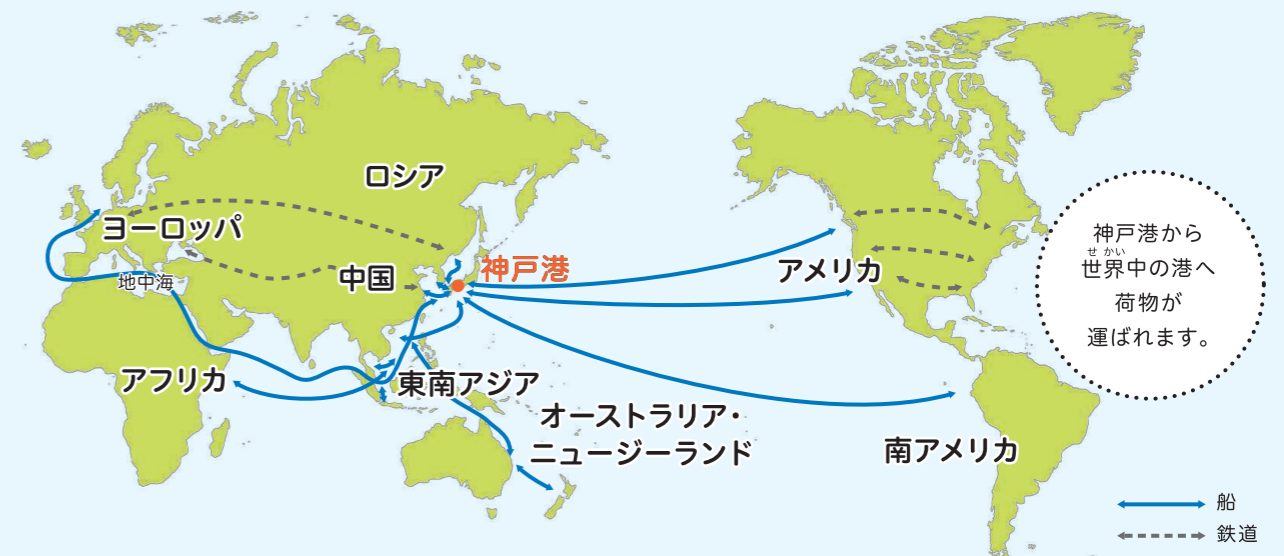 ロシア
ヨーロッパ
地中海
中国
神戸港
アメリカ
アフリカ
東南アジア
オーストラリア・
ニュージーランド
南アメリカ
神戸港から
せかい
世界中の港へ
荷物が
運ばれます。
船
鉄道